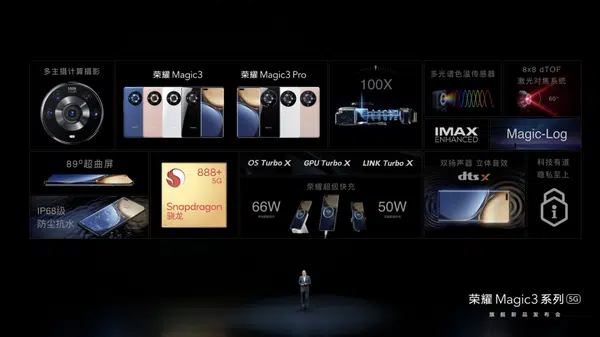 多主摄计算摄影
荣耀 Magic3
荣耀 Magic3 Pro
100X
多光谱色温传感器
8x8 dTOF
激光对焦系统
60°
IMAX
ENHANCED
Magic-Log
89°超曲屏
IP68级
防尘抗水
888+
5G
Snapdragon
骁龙
OS Turbo X
GPU Turbo X
LINK Turbo X
荣耀超级快充
66W
50W
双扬声器 立体音效
dts X
科技有道
隐私至上
荣耀 Magic3 系列 5G
旗舰新品发布会